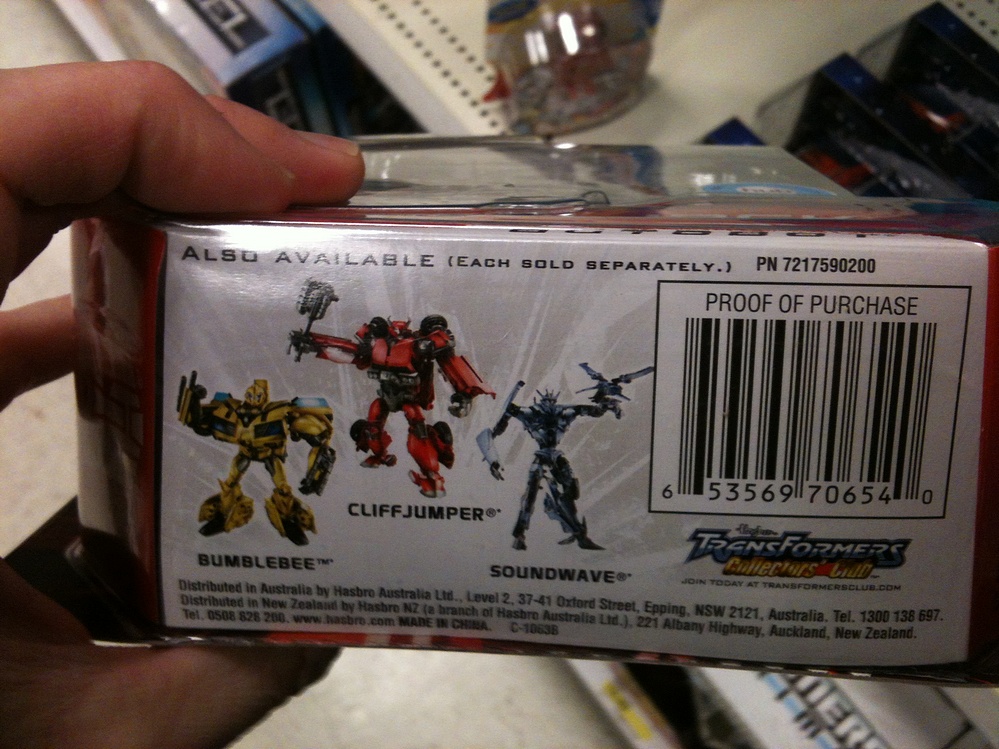 ALSO AVAILABLE (EACH SOLD SEPARATELY.) PN 7217590200
PROOF OF PURCHASE
6 53569 70654 0
CLIFFJUMPER®*
BUMBLEBEE™*
SOUNDWAVE®*
TRANSFORMERS
Collectors Club™
JOIN TODAY AT TRANSFORMERSCLUB.COM
Distributed in Australia by Hasbro Australia Ltd., Level 2, 37-41 Oxford Street, Epping, NSW 2121, Australia. Tel. 1300 138 697.
Distributed in New Zealand by Hasbro NZ (a branch of Hasbro Australia Ltd.), 221 Albany Highway, Auckland, New Zealand.
Tel. 0508 828 200. www.hasbro.com MADE IN CHINA. C-1063B